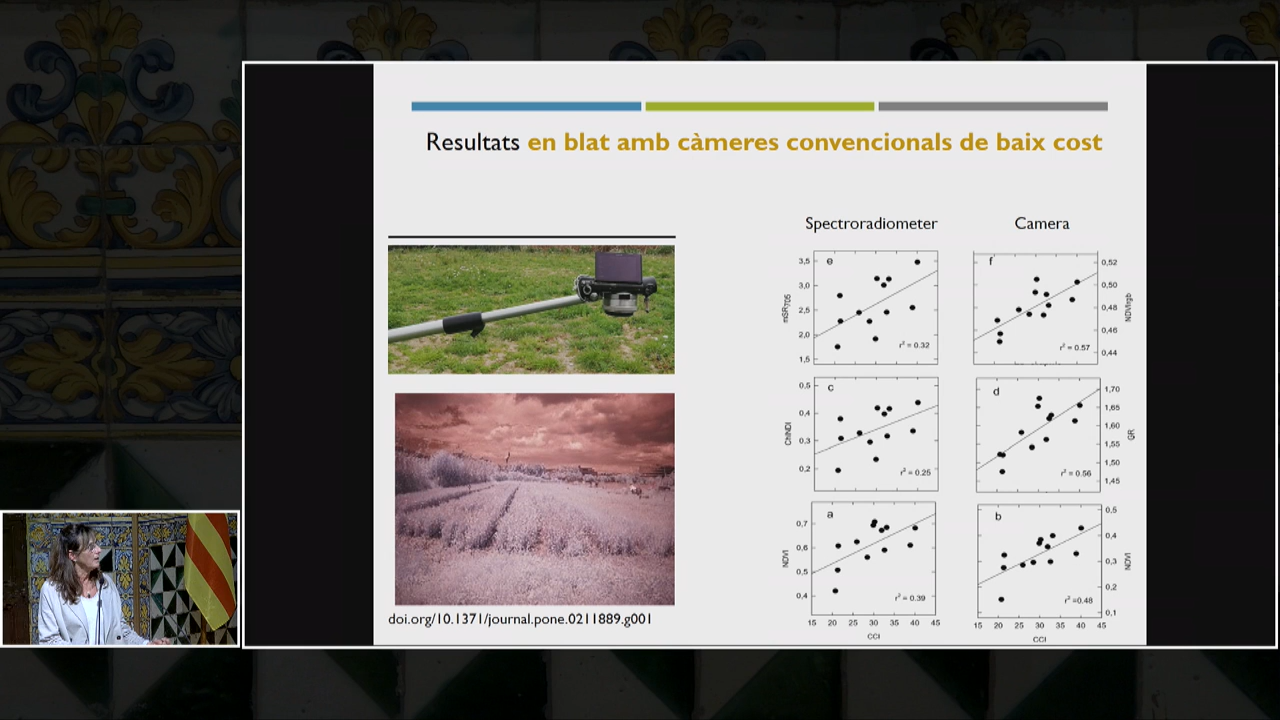 Resultats en blat amb càmeres convencionals de baix cost
Spectroradiometer
Camera
e
3,5
3,0
2,5
2,0
1,5
mSR705
r² = 0.32
f
0,52
0,50
0,48
0,46
0,44
NDVIrgb
r² = 0.57
c
0,5
0,4
0,3
0,2
ChlNDI
r² = 0.25
d
1,70
1,65
1,60
1,55
1,50
1,45
GR
r² = 0.56
a
0,7
0,6
0,5
0,4
NDVI
r² = 0.39
15 20 25 30 35 40 45
CCI
b
0,5
0,4
0,3
0,2
0,1
NDVI
r² =0.48
15 20 25 30 35 40 45
CCI
doi.org/10.1371/journal.pone.0211889.g001